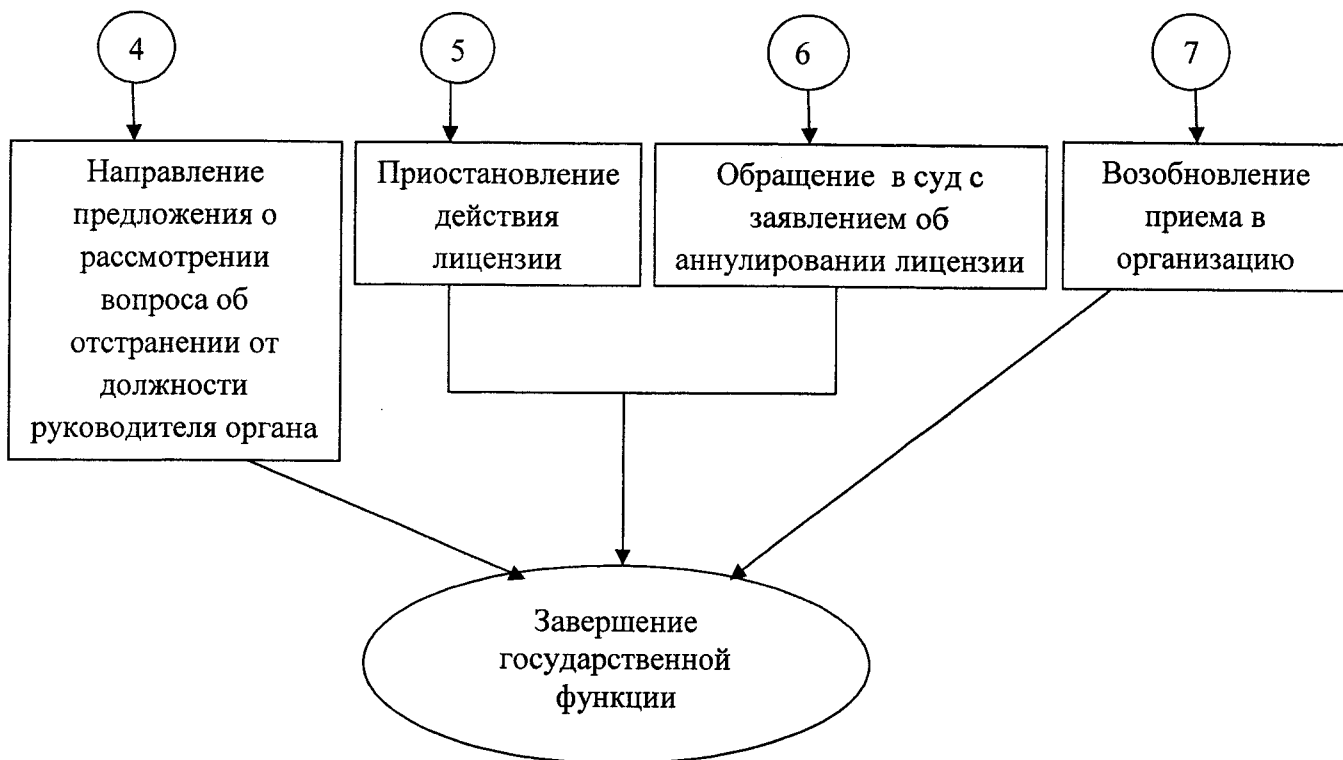 4
5
6
7
Направление
предложения о
рассмотрении
вопроса об
отстранении от
должности
руководителя органа
Приостановление
действия
лицензии
Обращение в суд с
заявлением об
аннулировании лицензии
Возобновление
приема в
организацию
Завершение
государственной
функции